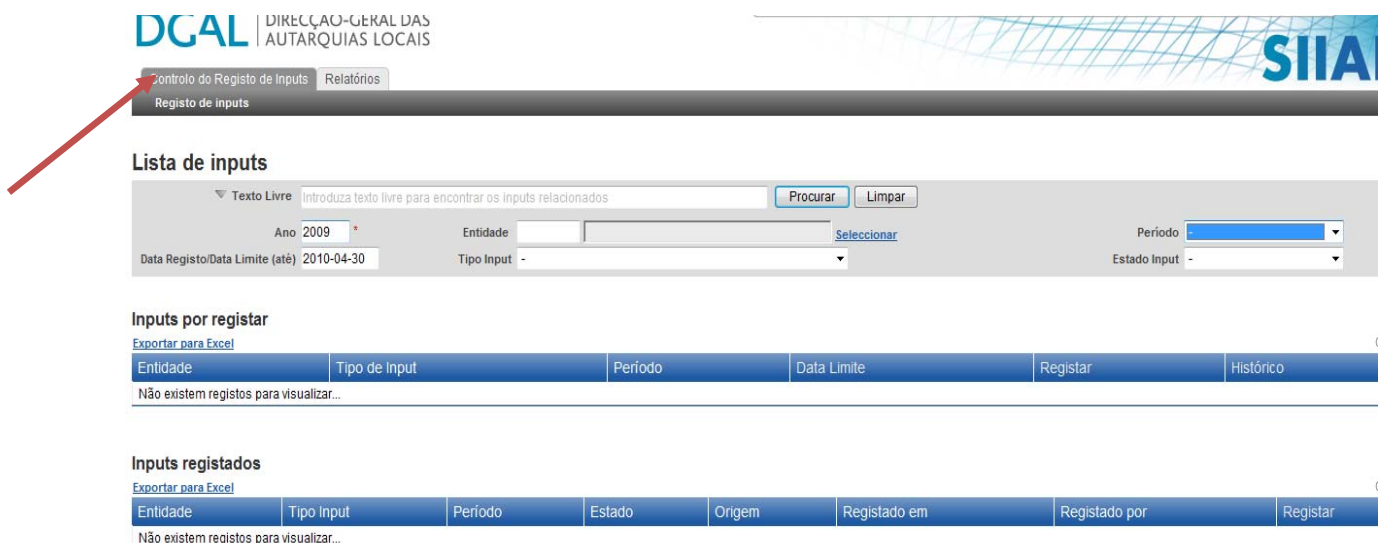 DGAL DIRECÇÃO-GERAL DAS
AUTARQUIAS LOCAIS
SIIA
Controlo do Registo de Inputs Relatórios
Registo de inputs
Lista de inputs
Texto Livre Introduza texto livre para encontrar os inputs relacionados Procurar Limpar
Ano 2009 * Entidade Seleccionar Período -
Data Registo/Data Limite (até) 2010-04-30 Tipo Input - Estado Input -
Inputs por registar
Exportar para Excel
Entidade Tipo de Input Período Data Limite Registar Histórico
Não existem registos para visualizar...
Inputs registados
Exportar para Excel
Entidade Tipo Input Período Estado Origem Registado em Registado por Registar
Não existem registos para visualizar...